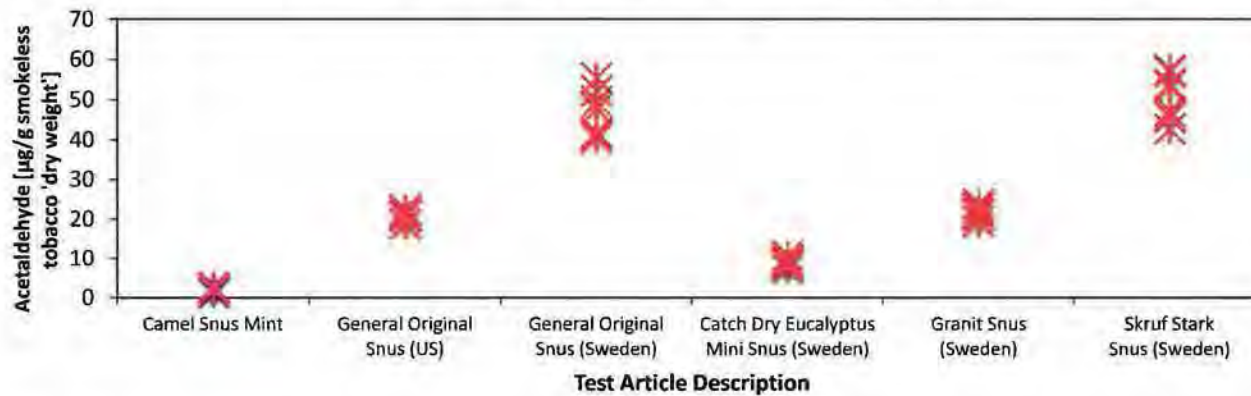 Acetaldehyde [µg/g smokeless
tobacco 'dry weight']
70
60
50
40
30
20
10
0
Camel Snus Mint
General Original
Snus (US)
General Original
Snus (Sweden)
Catch Dry Eucalyptus
Mini Snus (Sweden)
Granit Snus
(Sweden)
Skruf Stark
Snus (Sweden)
Test Article Description